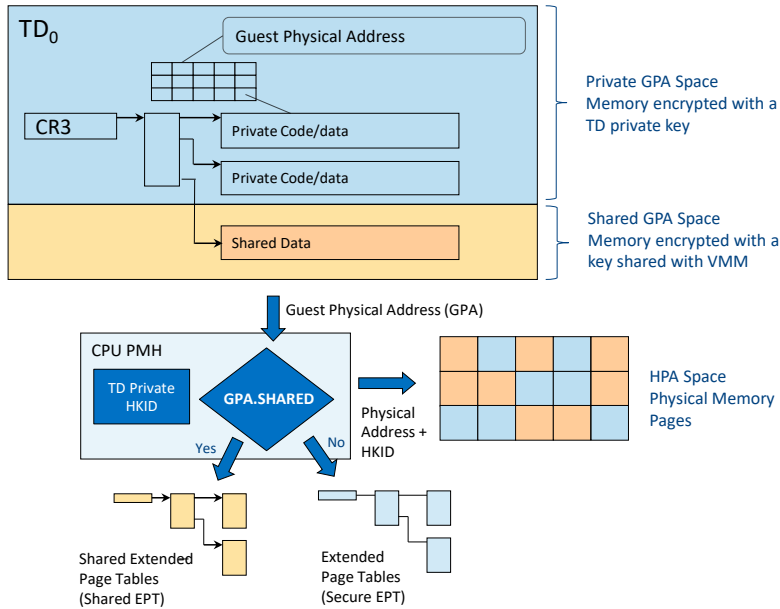 TD0
Guest Physical Address
CR3
Private Code/data
Private Code/data
Shared Data
Private GPA Space
Memory encrypted with a
TD private key
Shared GPA Space
Memory encrypted with a
key shared with VMM
Guest Physical Address (GPA)
CPU PMH
TD Private
HKID
GPA.SHARED
Yes
No
Physical
Address +
HKID
HPA Space
Physical Memory
Pages
Shared Extended
Page Tables
(Shared EPT)
Extended
Page Tables
(Secure EPT)